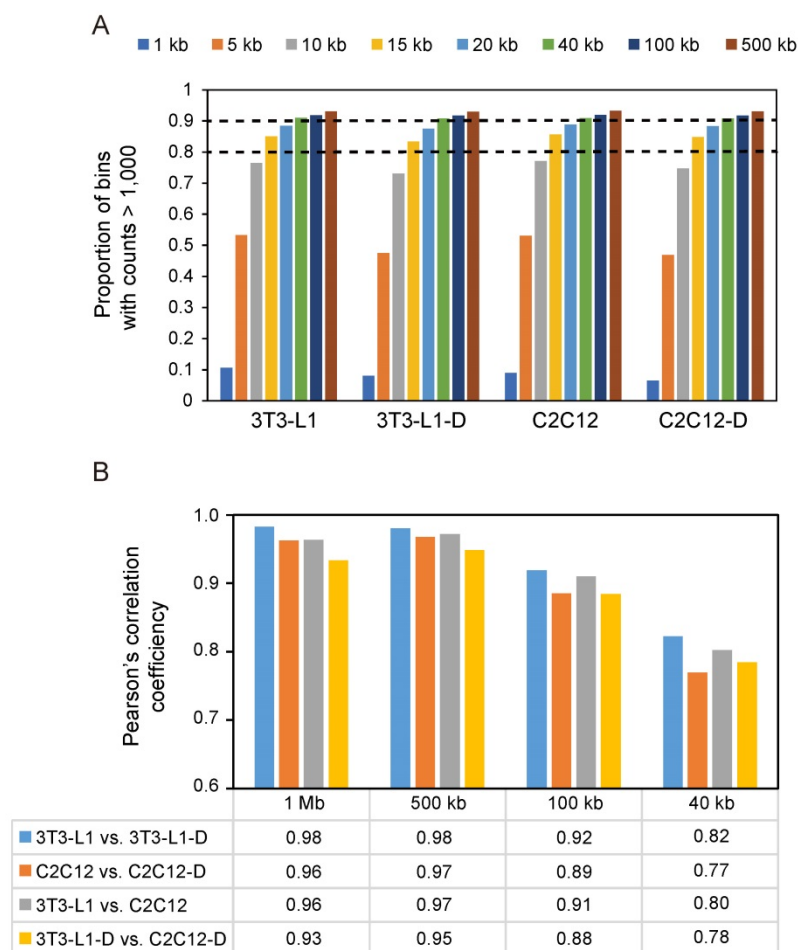 A
1 kb 5 kb 10 kb 15 kb 20 kb 40 kb 100 kb 500 kb
Proportion of bins
with counts > 1,000
1
0.9
0.8
0.7
0.6
0.5
0.4
0.3
0.2
0.1
0
3T3-L1 3T3-L1-D C2C12 C2C12-D
B
Pearson's correlation
coefficiency
1.0
0.9
0.8
0.7
0.6
1 Mb 500 kb 100 kb 40 kb
3T3-L1 vs. 3T3-L1-D 0.98 0.98 0.92 0.82
C2C12 vs. C2C12-D 0.96 0.97 0.89 0.77
3T3-L1 vs. C2C12 0.96 0.97 0.91 0.80
3T3-L1-D vs. C2C12-D 0.93 0.95 0.88 0.78